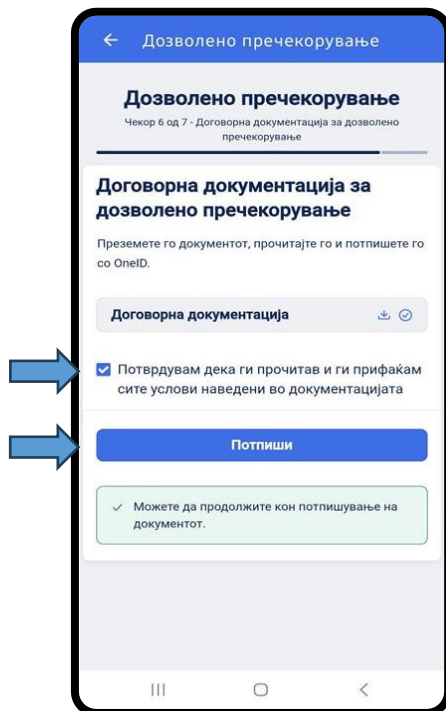 Дозволено пречекорување
Дозволено пречекорување
Чекор 6 од 7 - Договорна документација за дозволено
пречекорување
Договорна документација за
дозволено пречекорување
Преземете го документот, прочитајте го и потпишете го
со OneID.
Договорна документација
Потврдувам дека ги прочитав и ги прифаќам
сите услови наведени во документацијата
Потпиши
Можете да продолжите кон потпишување на
документот.